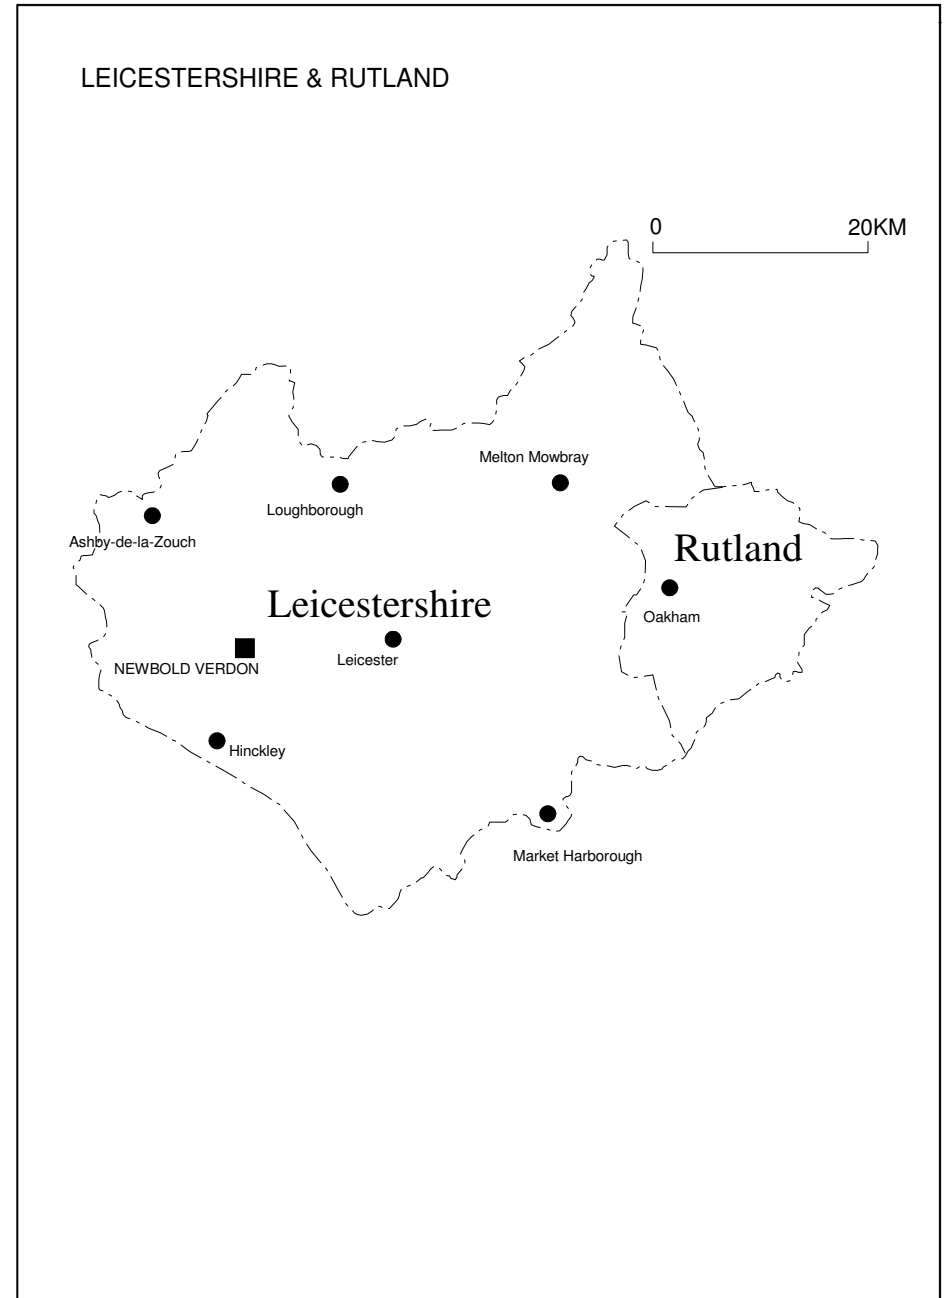 LEICESTERSHIRE & RUTLAND
0 20KM
Melton Mowbray
Loughborough
Ashby-de-la-Zouch
Rutland
Leicestershire
Oakham
Leicester
NEWBOLD VERDON
Hinckley
Market Harborough